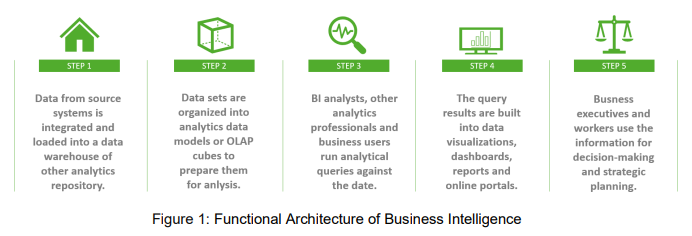 STEP 1
Data from source
systems is
integrated and
loaded into a data
warehouse of
other analytics
repository.
STEP 2
Data sets are
organized into
analytics data
models or OLAP
cubes to
prepare them
for anlysis.
STEP 3
BI analysts, other
analytics
professionals and
business users
run analytical
queries against
the date.
STEP 4
The query
results are built
into data
visualizations,
dashboards,
reports and
online portals.
STEP 5
Busness
executives and
workers use the
information for
decision-making
and strategic
planning.
Figure 1: Functional Architecture of Business Intelligence